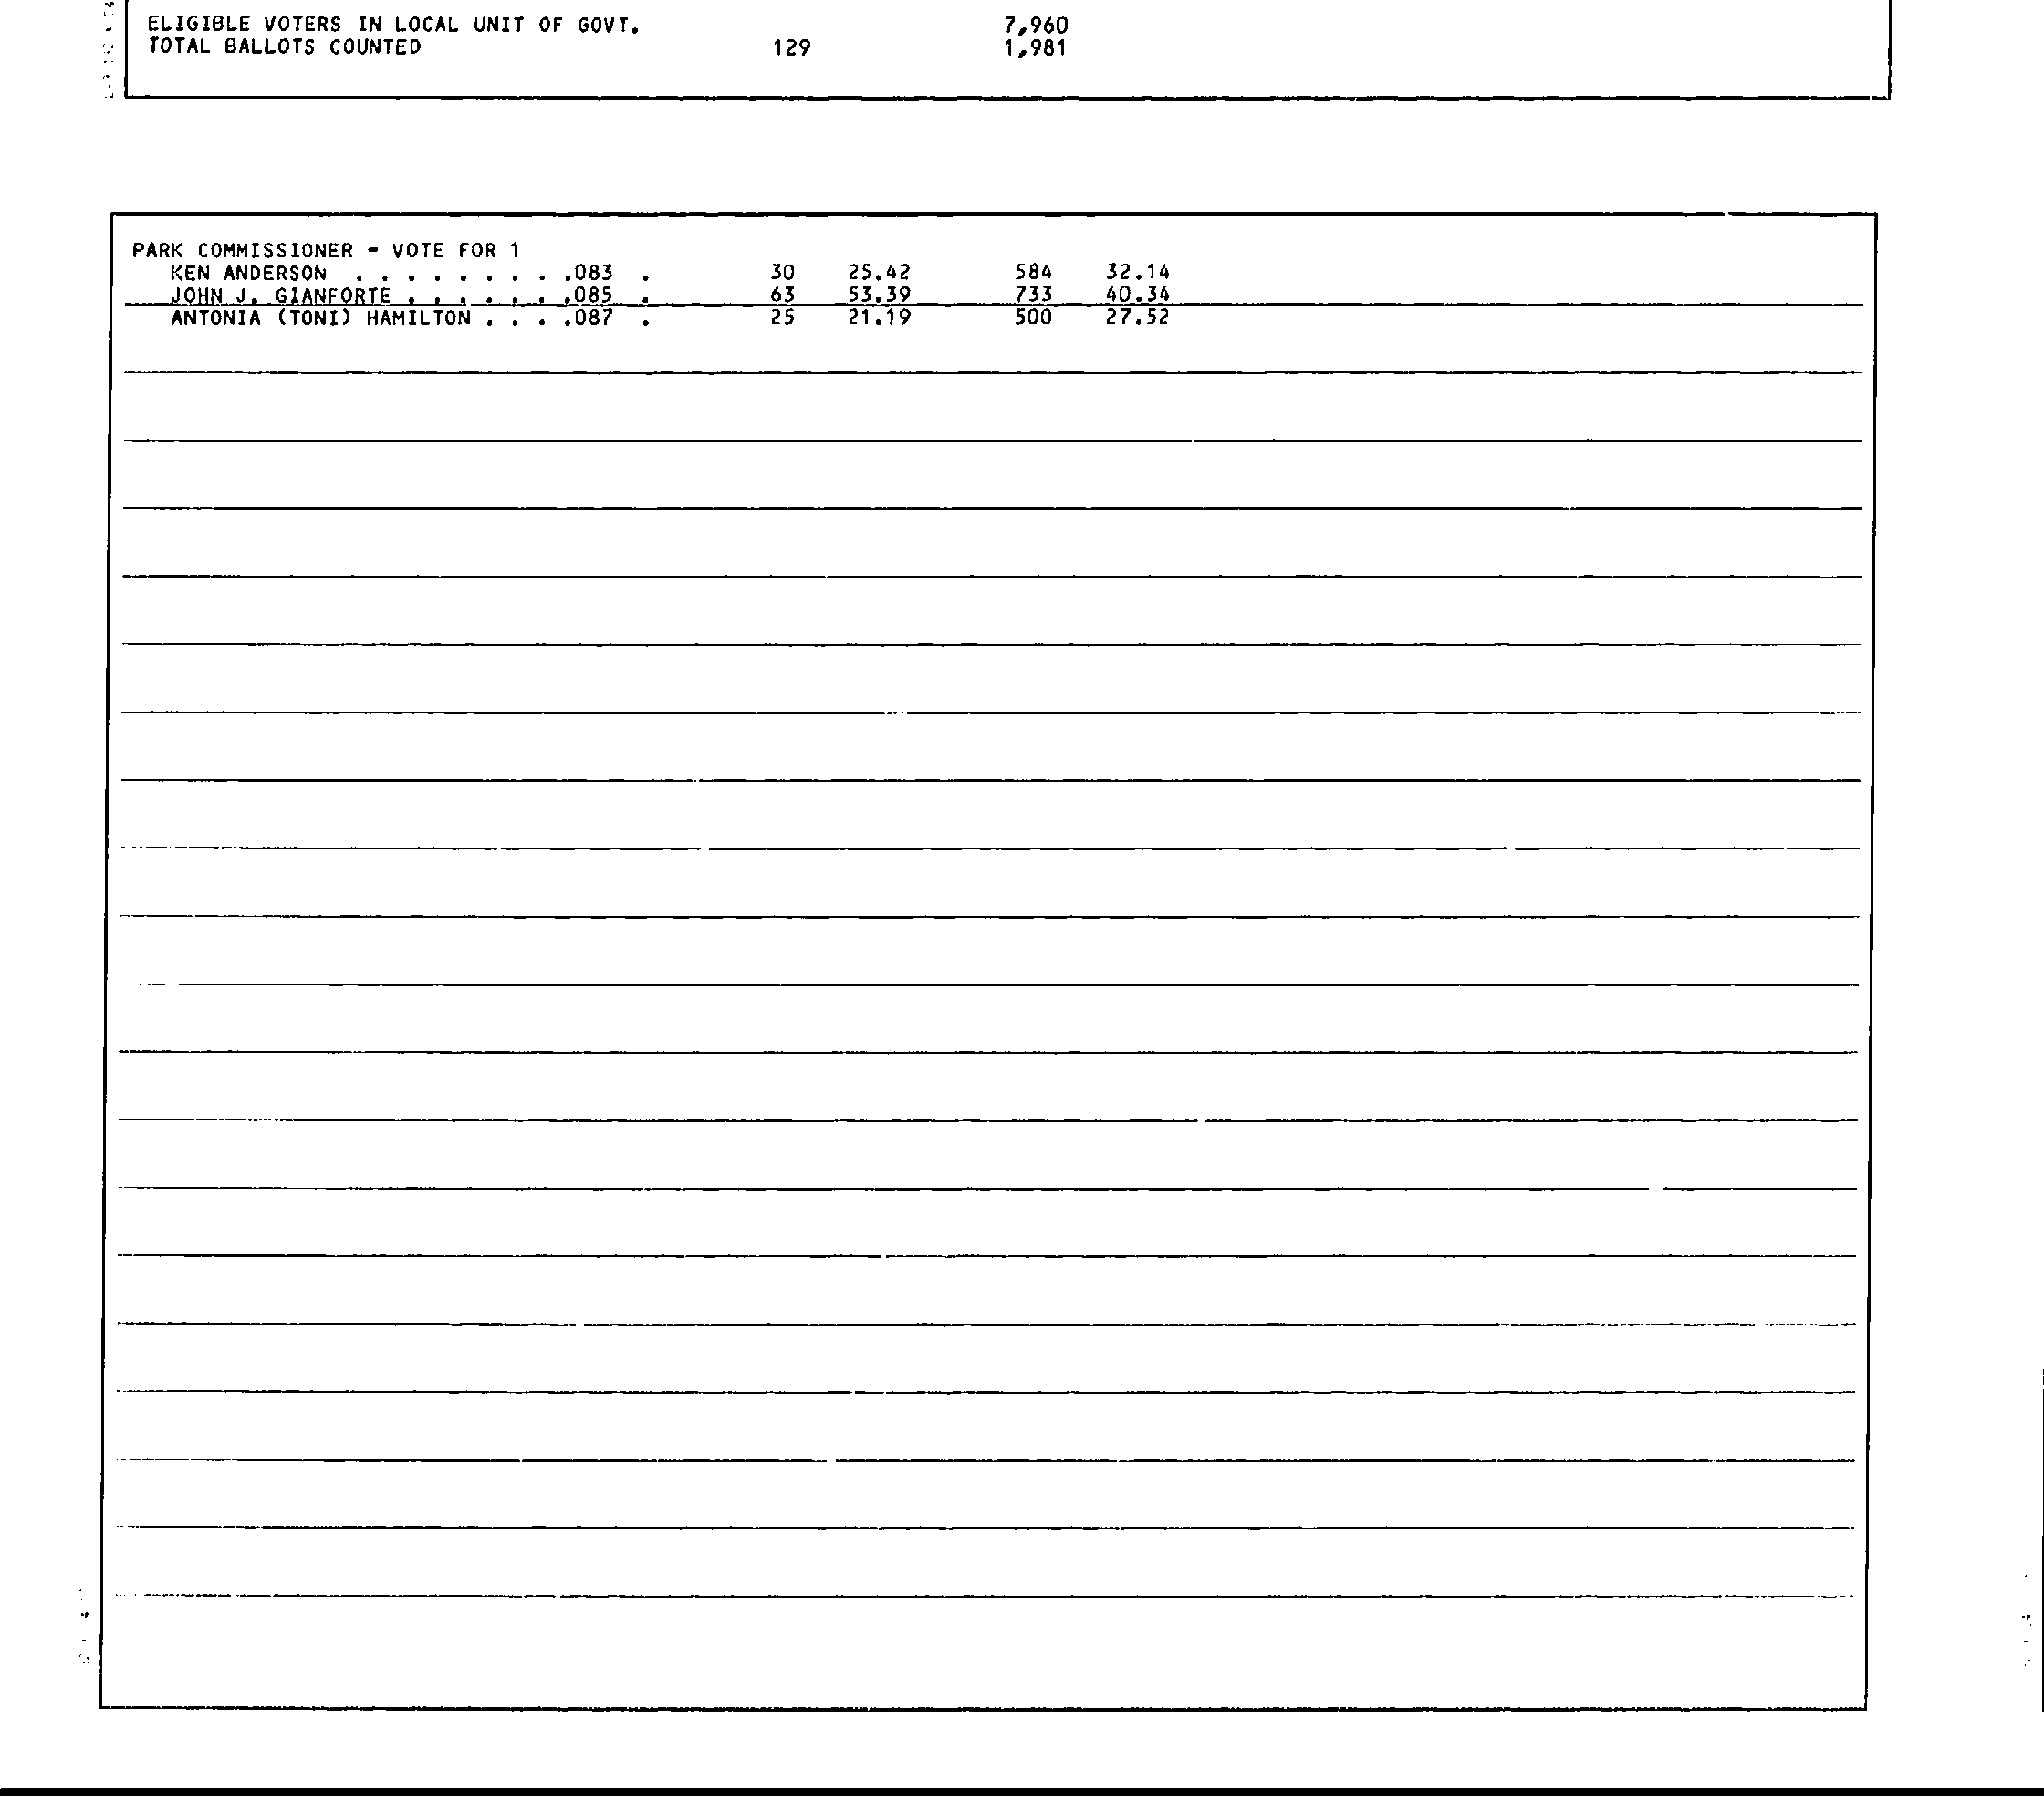 ELIGIBLE VOTERS IN LOCAL UNIT OF GOVT. 7,960
TOTAL BALLOTS COUNTED 129 1,981
PARK COMMISSIONER - VOTE FOR 1
KEN ANDERSON . . . . . . . . .083 . 30 25.42 584 32.14
JOHN J. GIANFORTE . . . . . . .085 . 63 53.39 733 40.34
ANTONIA (TONI) HAMILTON . . . .087 . 25 21.19 500 27.52